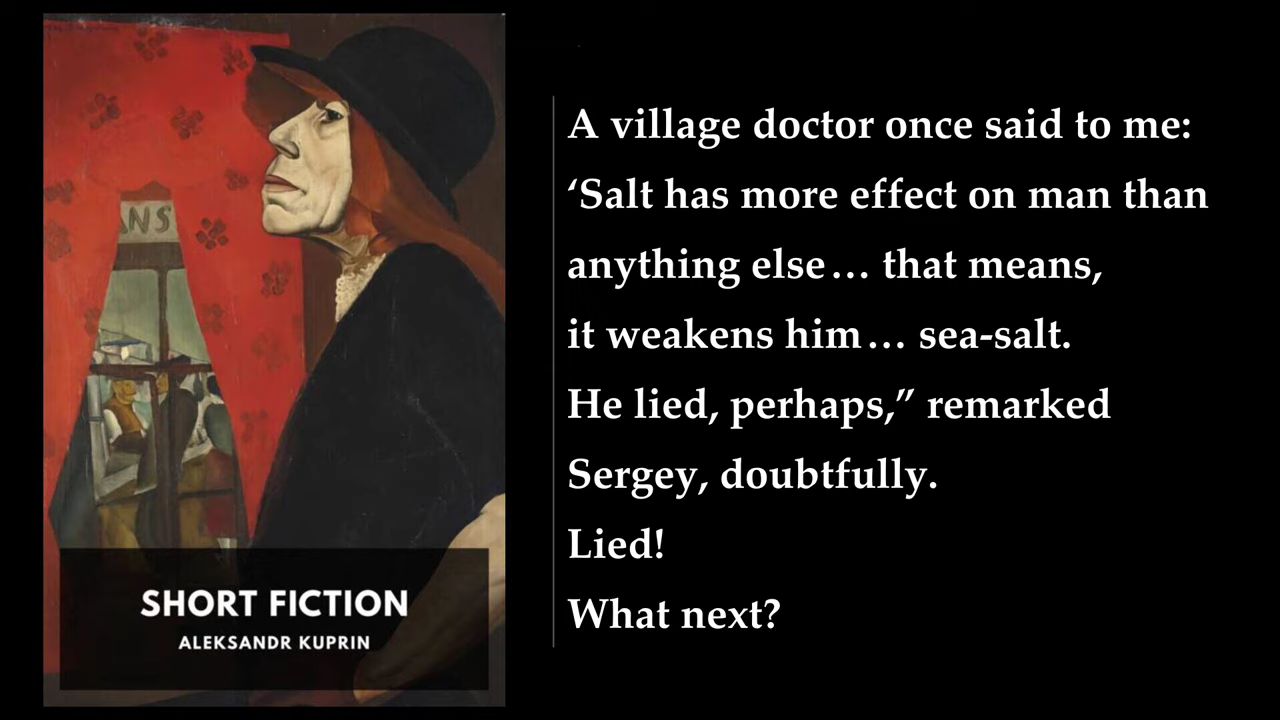 ANS
SHORT FICTION
ALEKSANDR KUPRIN
A village doctor once said to me:
‘Salt has more effect on man than
anything else… that means,
it weakens him… sea-salt.
He lied, perhaps,” remarked
Sergey, doubtfully.
Lied!
What next?